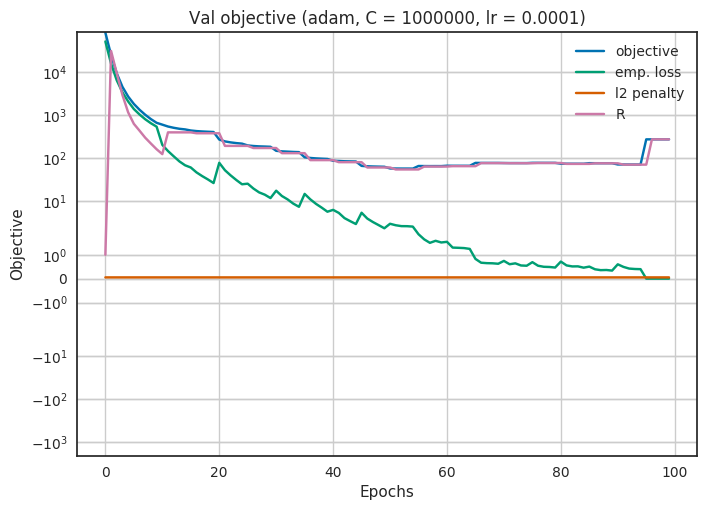 Val objective (adam, C = 1000000, lr = 0.0001)
objective
emp. loss
l2 penalty
R
Objective
10⁴
10³
10²
10¹
10⁰
0
−10⁰
−10¹
−10²
−10³
0 20 40 60 80 100
Epochs